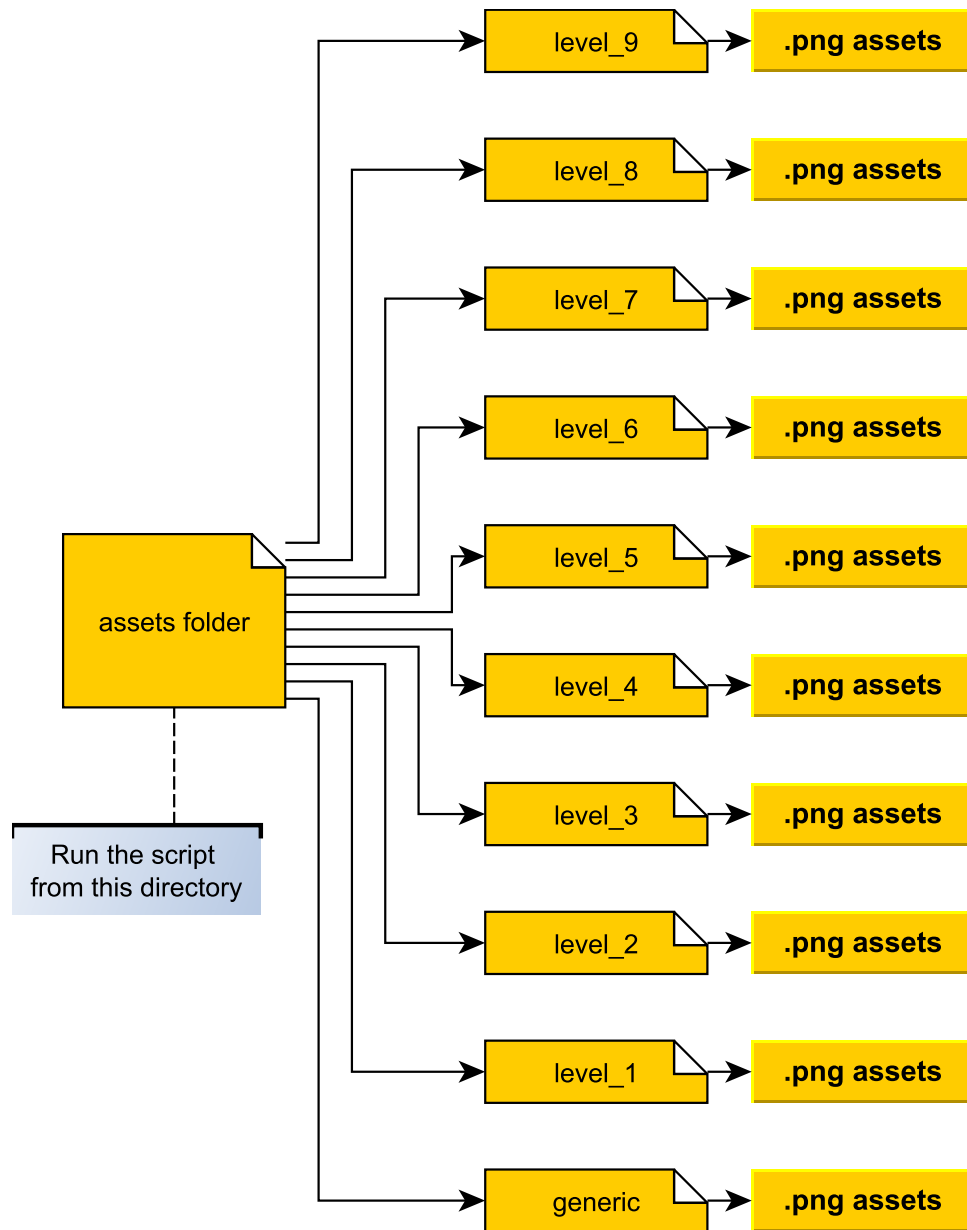 level_9
.png assets
level_8
.png assets
level_7
.png assets
level_6
.png assets
level_5
.png assets
assets folder
level_4
.png assets
level_3
.png assets
Run the script
from this directory
level_2
.png assets
level_1
.png assets
generic
.png assets